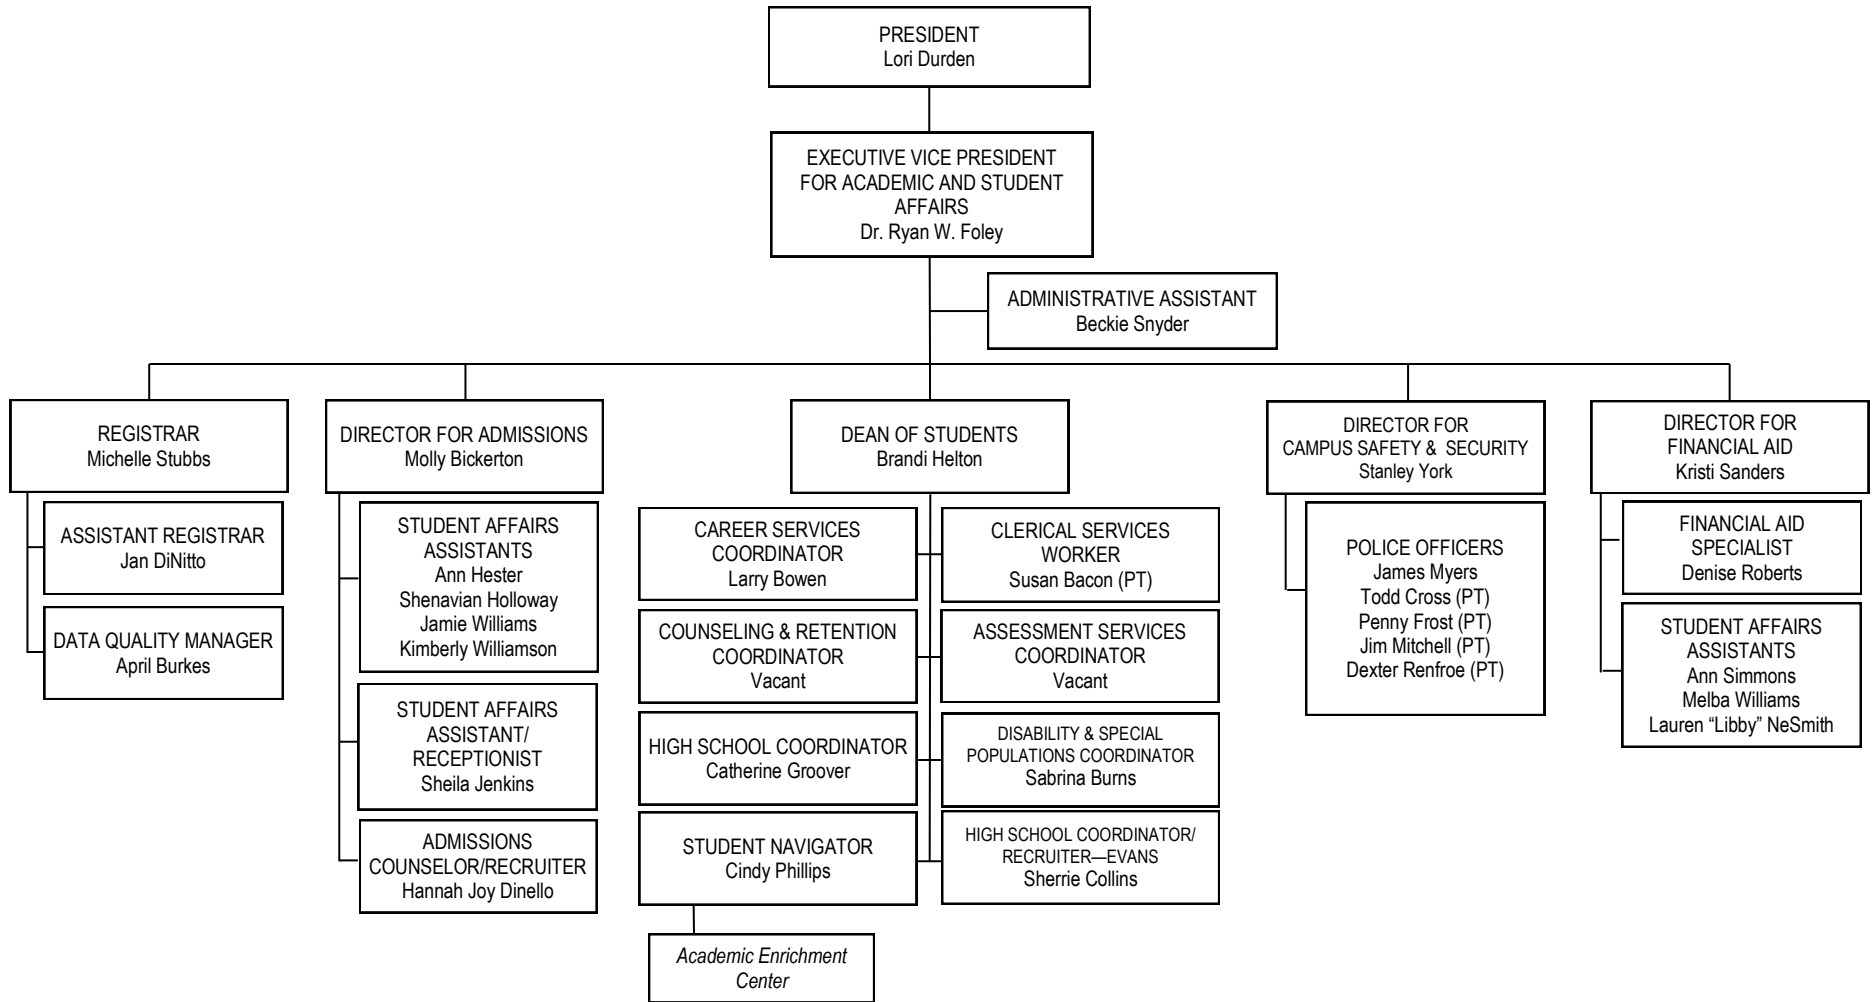 PRESIDENT
Lori Durden
EXECUTIVE VICE PRESIDENT
FOR ACADEMIC AND STUDENT
AFFAIRS
Dr. Ryan W. Foley
ADMINISTRATIVE ASSISTANT
Beckie Snyder
REGISTRAR
Michelle Stubbs
ASSISTANT REGISTRAR
Jan DiNitto
DATA QUALITY MANAGER
April Burkes
DIRECTOR FOR ADMISSIONS
Molly Bickerton
STUDENT AFFAIRS
ASSISTANTS
Ann Hester
Shenavian Holloway
Jamie Williams
Kimberly Williamson
STUDENT AFFAIRS
ASSISTANT/
RECEPTIONIST
Sheila Jenkins
ADMISSIONS
COUNSELOR/RECRUITER
Hannah Joy Dinello
DEAN OF STUDENTS
Brandi Helton
CAREER SERVICES
COORDINATOR
Larry Bowen
CLERICAL SERVICES
WORKER
Susan Bacon (PT)
COUNSELING & RETENTION
COORDINATOR
Vacant
ASSESSMENT SERVICES
COORDINATOR
Vacant
HIGH SCHOOL COORDINATOR
Catherine Groover
DISABILITY & SPECIAL
POPULATIONS COORDINATOR
Sabrina Burns
STUDENT NAVIGATOR
Cindy Phillips
HIGH SCHOOL COORDINATOR/
RECRUITER—EVANS
Sherrie Collins
Academic Enrichment
Center
DIRECTOR FOR
CAMPUS SAFETY & SECURITY
Stanley York
POLICE OFFICERS
James Myers
Todd Cross (PT)
Penny Frost (PT)
Jim Mitchell (PT)
Dexter Renfroe (PT)
DIRECTOR FOR
FINANCIAL AID
Kristi Sanders
FINANCIAL AID
SPECIALIST
Denise Roberts
STUDENT AFFAIRS
ASSISTANTS
Ann Simmons
Melba Williams
Lauren “Libby” NeSmith